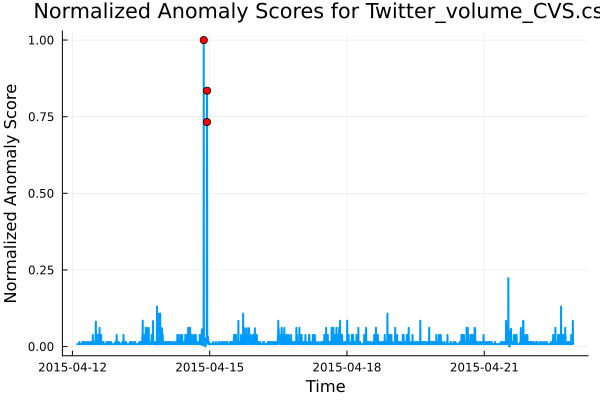 Normalized Anomaly Scores for Twitter_volume_CVS.cs
Normalized Anomaly Score
1.00
0.75
0.50
0.25
0.00
2015-04-12 2015-04-15 2015-04-18 2015-04-21
Time